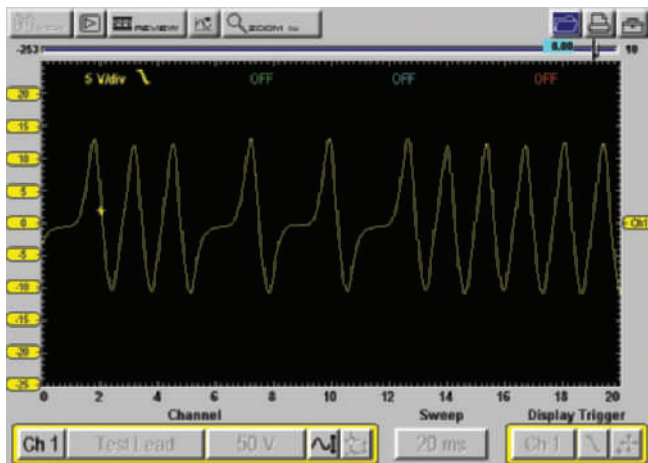 REVIEW ZOOM
-253 0.00 10
5 V/div OFF OFF OFF
20
15
10
5
0 Ch1
-5
-10
-15
-20
-25
0 2 4 6 8 10 12 14 16 18 20
Channel Sweep Display Trigger
Ch 1 Test Lead 50 V 20 ms Ch 1